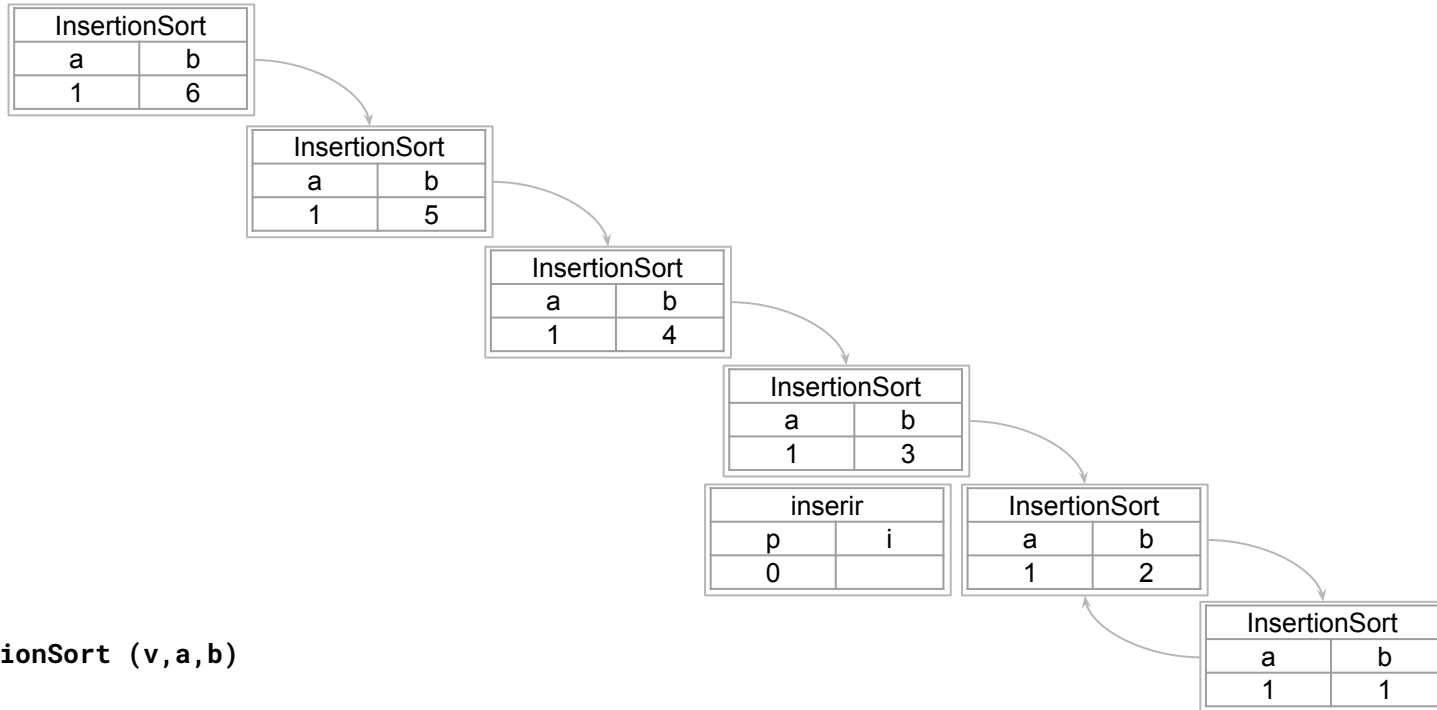 InsertionSort
a b
1 6
InsertionSort
a b
1 5
InsertionSort
a b
1 4
InsertionSort
a b
1 3
inserir
p i
0
InsertionSort
a b
1 2
InsertionSort
a b
1 1
ionSort (v,a,b)